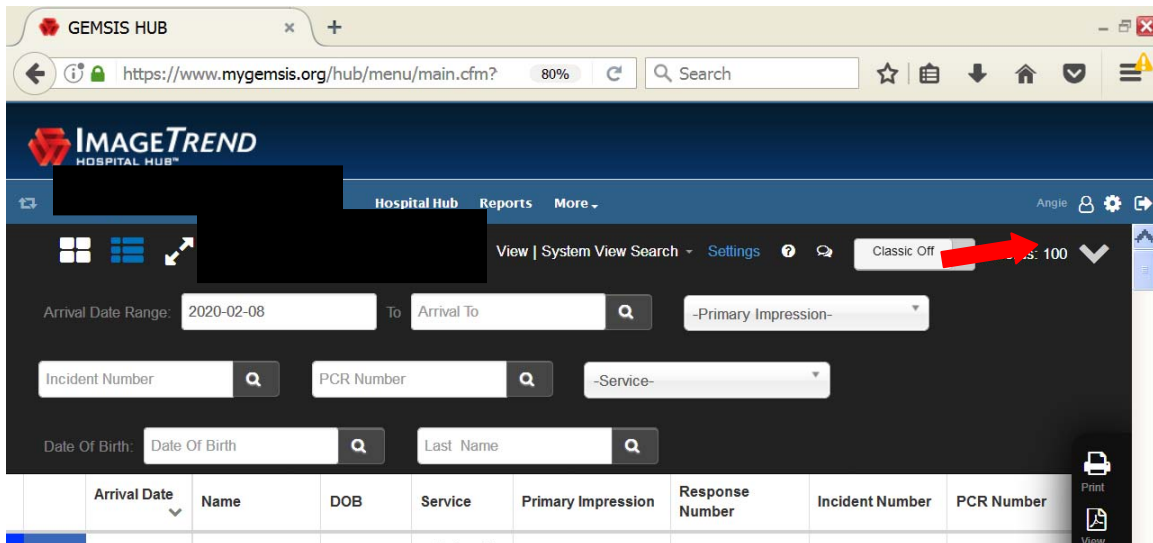 GEMSIS HUB
https://www.mygemsis.org/hub/menu/main.cfm? 80% Search
IMAGETREND
HOSPITAL HUB™
Hospital Hub Reports More Angie
View | System View Search Settings ? Classic Off 100
Arrival Date Range: 2020-02-08 To Arrival To -Primary Impression-
Incident Number PCR Number -Service-
Date Of Birth: Date Of Birth Last Name
Print
Arrival Date Name DOB Service Primary Impression Response Number Incident Number PCR Number
View